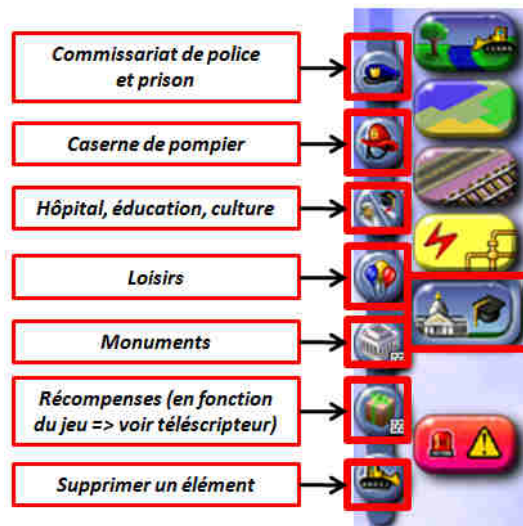 Commissariat de police
et prison
Caserne de pompier
Hôpital, éducation, culture
Loisirs
Monuments
Récompenses (en fonction
du jeu => voir téléscripteur)
Supprimer un élément